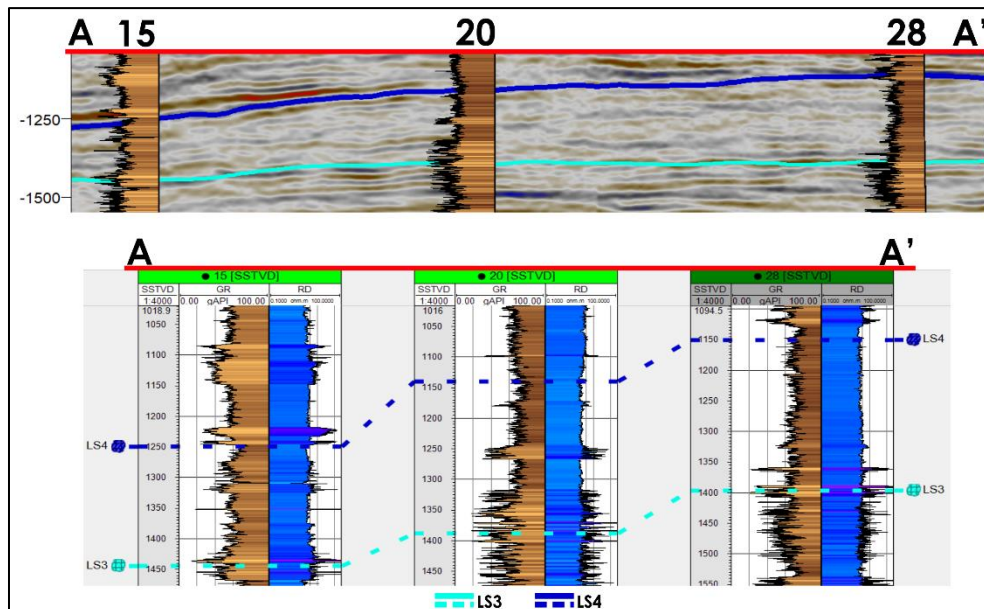 A 15 20 28 A'
-1250
-1500
A A'
15 [SSTVD] 20 [SSTVD] 28 [SSTVD]
SSTVD GR RD SSTVD GR RD SSTVD GR RD
1:4000 0.00 gAPI 100.00 0.1000 ohm.m 100.0000 1:4000 0.00 gAPI 100.00 0.1000 ohm.m 100.0000 1:4000 0.00 gAPI 100.00 0.1000 ohm.m 100.0000
1018.9 1016 1094.5
1050 1050
1150 LS4
1100 1100
1200
1150 1150
1250
1200 1200
1300
LS4 1250 1250
1350
1300 1300
1400 LS3
1350 1350
1450
1400 1400
1500
LS3 1450 1450
1550
LS3 LS4